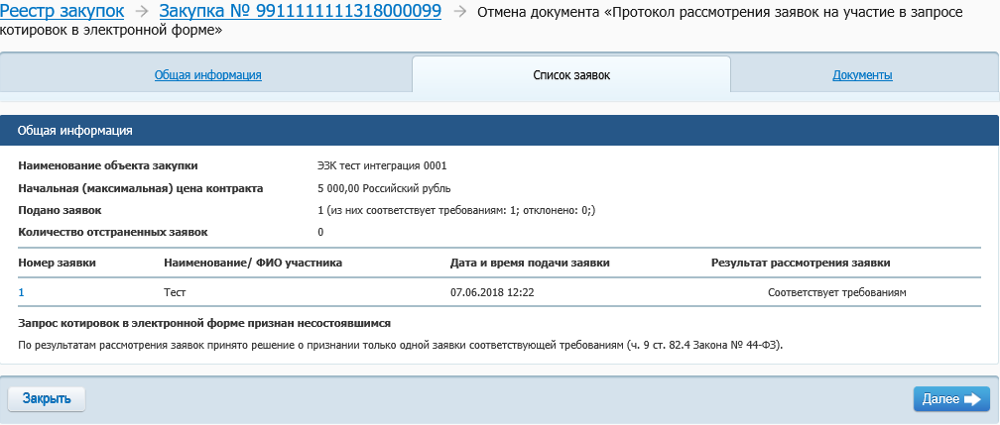 Реестр закупок → Закупка № 9911111111318000099 → Отмена документа «Протокол рассмотрения заявок на участие в запросе
котировок в электронной форме»
Общая информация Список заявок Документы
Общая информация
Наименование объекта закупки ЭЗК тест интеграция 0001
Начальная (максимальная) цена контракта 5 000,00 Российский рубль
Подано заявок 1 (из них соответствует требованиям: 1; отклонено: 0;)
Количество отстраненных заявок 0
Номер заявки Наименование/ ФИО участника Дата и время подачи заявки Результат рассмотрения заявки
1 Тест 07.06.2018 12:22 Соответствует требованиям
Запрос котировок в электронной форме признан несостоявшимся
По результатам рассмотрения заявок принято решение о признании только одной заявки соответствующей требованиям (ч. 9 ст. 82.4 Закона № 44-ФЗ).
Закрыть Далее